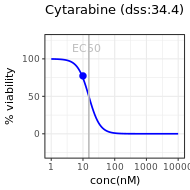 Cytarabine (dss:34.4)
EC50
% viability
100
50
0
1 10 100 1000 10000
conc(nM)